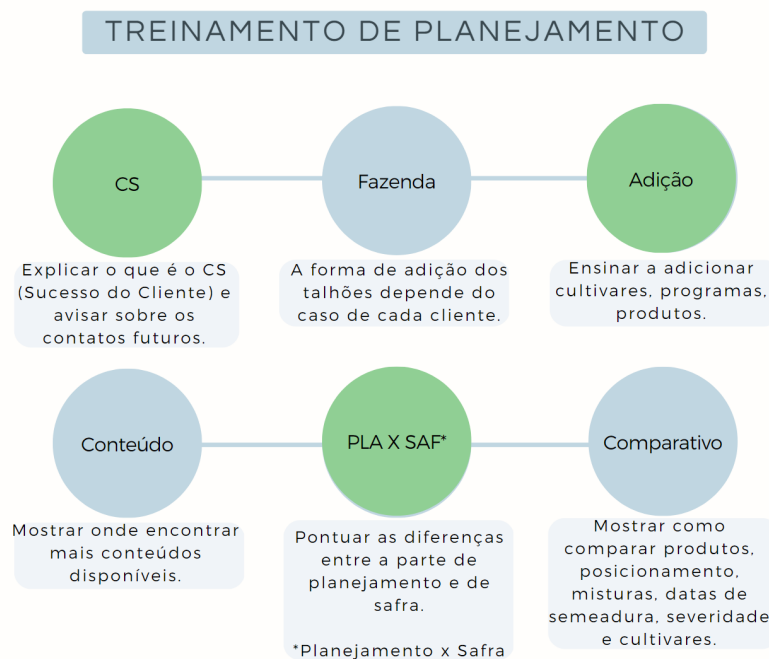 TREINAMENTO DE PLANEJAMENTO
CS
Explicar o que é o CS
(Sucesso do Cliente) e
avisar sobre os
contatos futuros.
Fazenda
A forma de adição dos
talhões depende do
caso de cada cliente.
Adição
Ensinar a adicionar
cultivares, programas,
produtos.
Conteúdo
Mostrar onde encontrar
mais conteúdos
disponíveis.
PLA X SAF*
Pontuar as diferenças
entre a parte de
planejamento e de
safra.
*Planejamento x Safra
Comparativo
Mostrar como
comparar produtos,
posicionamento,
misturas, datas de
semeadura, severidade
e cultivares.